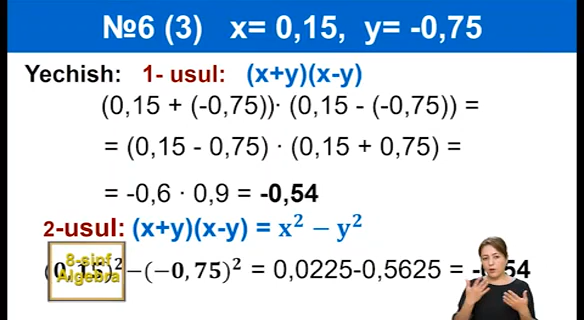 №6 (3) x= 0,15, y= -0,75
Yechish: 1- usul: (x+y)(x-y)
(0,15 + (-0,75))· (0,15 - (-0,75)) =
= (0,15 - 0,75) · (0,15 + 0,75) =
= -0,6 · 0,9 = -0,54
2-usul: (x+y)(x-y) = x² − y²
(0,15)²−(−0,75)² = 0,0225-0,5625 = -0,54
8-sinf
Algebra